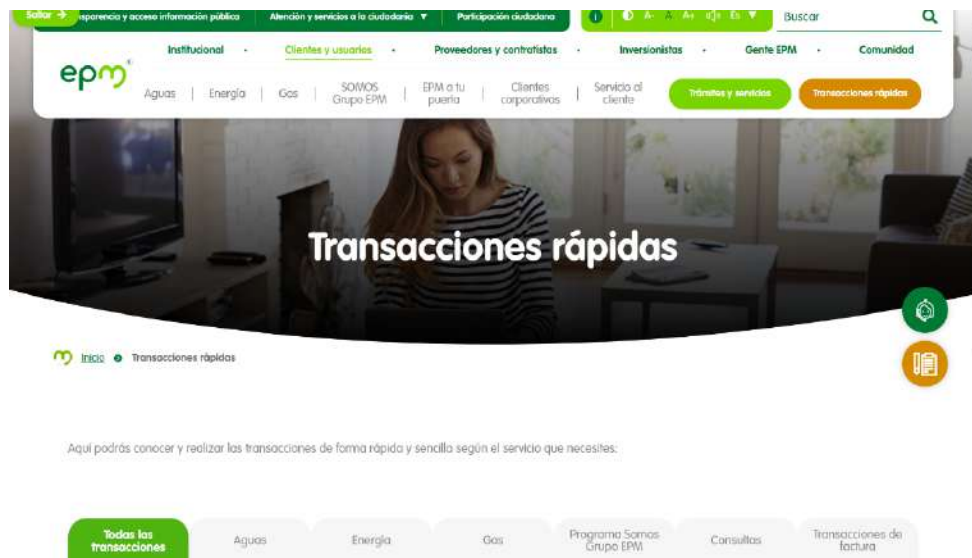 Saltar → nsparencia y acceso información pública Atención y servicios a la ciudadanía ▼ Participación ciudadana A- A A+ Es ▼ Buscar
Institucional Clientes y usuarios Proveedores y contratistas Inversionistas Gente EPM Comunidad
epm
Aguas | Energía | Gas | SOMOS Grupo EPM | EPM a tu puerta | Clientes corporativos | Servicio al cliente Trámites y servicios Transacciones rápidas
Transacciones rápidas
Inicio Transacciones rápidas
Aquí podrás conocer y realizar las transacciones de forma rápida y sencilla según el servicio que necesites:
Todas las transacciones Aguas Energía Gas Programa Somos Grupo EPM Consultas Transacciones de factura